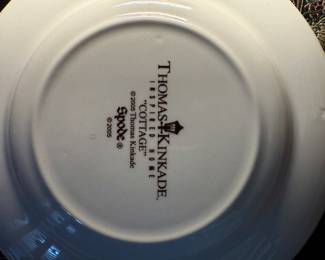 THOMAS KINKADE
INSPIRED HOME
"COTTAGE"
©2005 Thomas Kinkade
Spode®
©2005